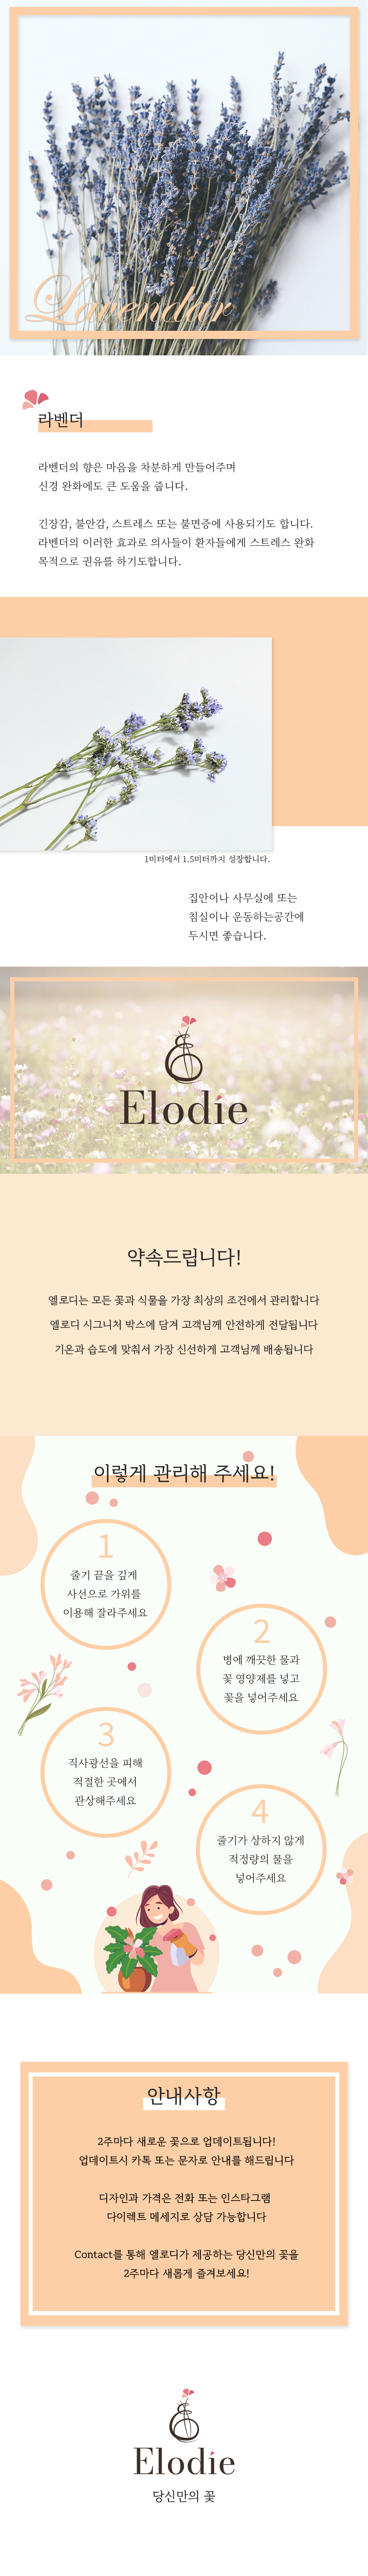 Lavendar
라벤더
라벤더의 향은 마음을 차분하게 만들어주며
신경 완화에도 큰 도움을 줍니다.
긴장감, 불안감, 스트레스 또는 불면증에 사용되기도 합니다.
라벤더의 이러한 효과로 의사들이 환자들에게 스트레스 완화
목적으로 권유를 하기도합니다.
1미터에서 1.5미터까지 성장합니다.
집안이나 사무실에 또는
침실이나 운동하는공간에
두시면 좋습니다.
Elodie
약속드립니다!
엘로디는 모든 꽃과 식물을 가장 최상의 조건에서 관리합니다
엘로디 시그니처 박스에 담겨 고객님께 안전하게 전달됩니다
기온과 습도에 맞춰서 가장 신선하게 고객님께 배송됩니다
이렇게 관리해 주세요!
1
줄기 끝을 깊게
사선으로 가위를
이용해 잘라주세요
2
병에 깨끗한 물과
꽃 영양제를 넣고
꽃을 넣어주세요
3
직사광선을 피해
적절한 곳에서
관상해주세요
4
줄기가 상하지 않게
적정량의 물을
넣어주세요
안내사항
2주마다 새로운 꽃으로 업데이트됩니다!
업데이트시 카톡 또는 문자로 안내를 해드립니다
디자인과 가격은 전화 또는 인스타그램
다이렉트 메세지로 상담 가능합니다
Contact를 통해 엘로디가 제공하는 당신만의 꽃을
2주마다 새롭게 즐겨보세요!
Elodie
당신만의 꽃